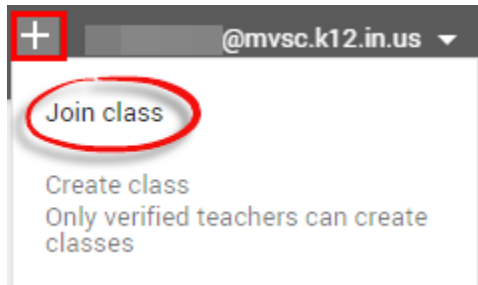 + @mvsc.k12.in.us
Join class
Create class
Only verified teachers can create
classes